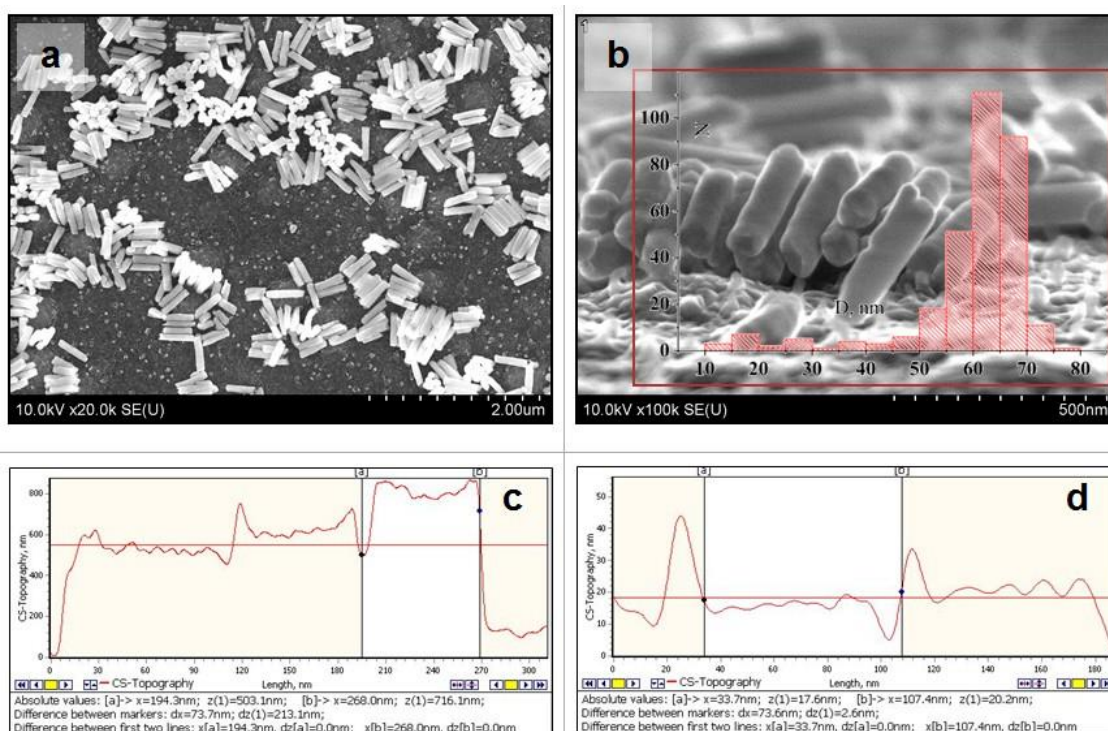 a
10.0kV x20.0k SE(U) 2.00um
b
N
100
80
60
40
20
0
D, nm
10 20 30 40 50 60 70 80
10.0kV x100k SE(U) 500nm
c
[a] [b]
CS-Topography, nm
800
600
400
200
0
0 30 60 90 120 150 180 210 240 270 300
CS-Topography Length, nm
Absolute values: [a]-> x=194.3nm; z(1)=503.1nm; [b]-> x=268.0nm; z(1)=716.1nm;
Difference between markers: dx=73.7nm; dz(1)=213.1nm;
Difference between first two lines: x[a]=194.3nm, dz[a]=0.0nm; x[b]=268.0nm, dz[b]=0.0nm
d
[a] [b]
CS-Topography, nm
50
40
30
20
10
0
0 20 40 60 80 100 120 140 160 180
CS-Topography Length, nm
Absolute values: [a]-> x=33.7nm; z(1)=17.6nm; [b]-> x=107.4nm; z(1)=20.2nm;
Difference between markers: dx=73.6nm; dz(1)=2.6nm;
Difference between first two lines: x[a]=33.7nm, dz[a]=0.0nm; x[b]=107.4nm, dz[b]=0.0nm